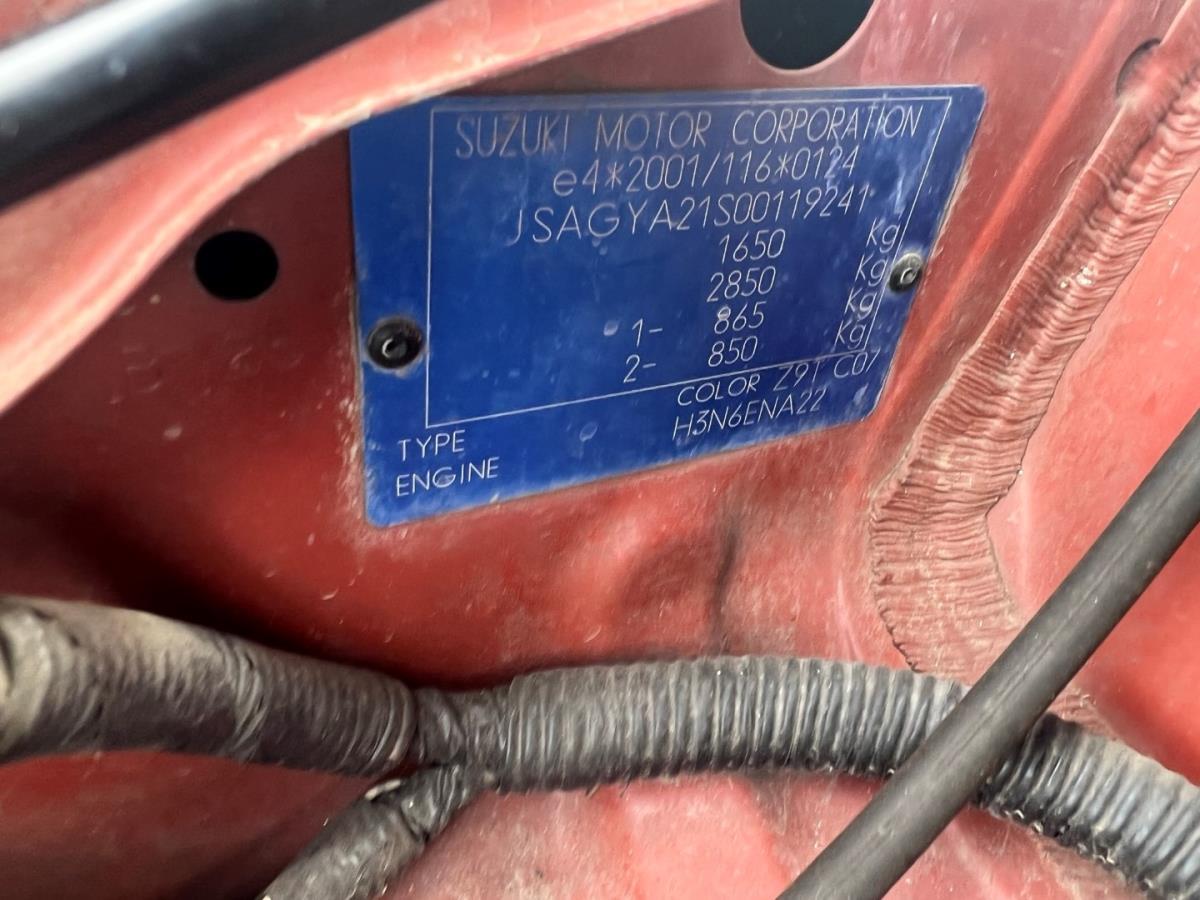 SUZUKI MOTOR CORPORATION
e4*2001/116*0124
JSAGYA21S00119241
1650 Kg
2850 Kg
1- 865 Kg
2- 850 Kg
COLOR Z9T C07
TYPE H3N6ENA22
ENGINE